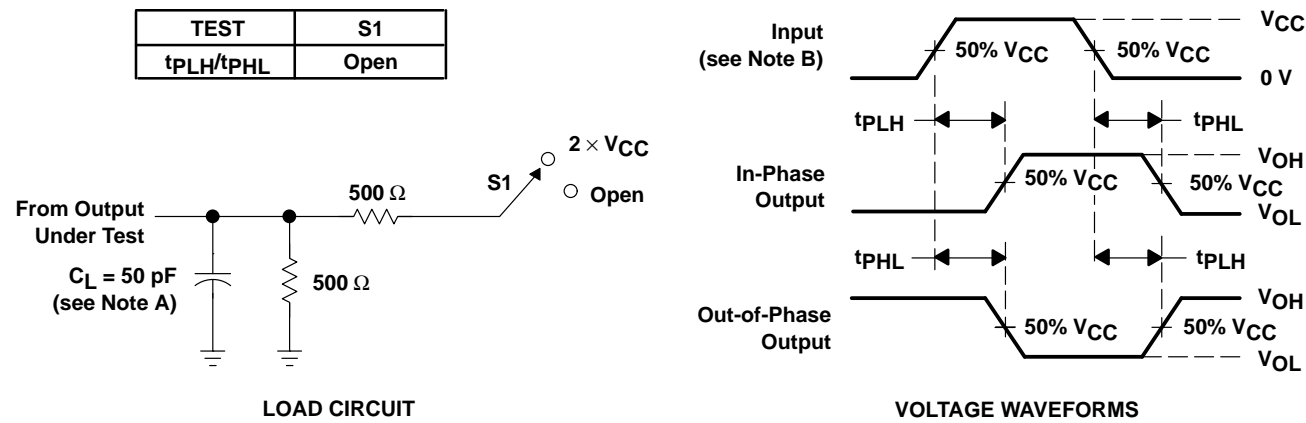 TEST S1
tPLH/tPHL Open
2 × VCC
S1
Open
500 Ω
From Output
Under Test
CL = 50 pF
(see Note A)
500 Ω
LOAD CIRCUIT
Input
(see Note B)
50% VCC
50% VCC
VCC
0 V
tPLH
tPHL
In-Phase
Output
50% VCC
50% VCC
VOH
VOL
tPHL
tPLH
Out-of-Phase
Output
50% VCC
50% VCC
VOH
VOL
VOLTAGE WAVEFORMS